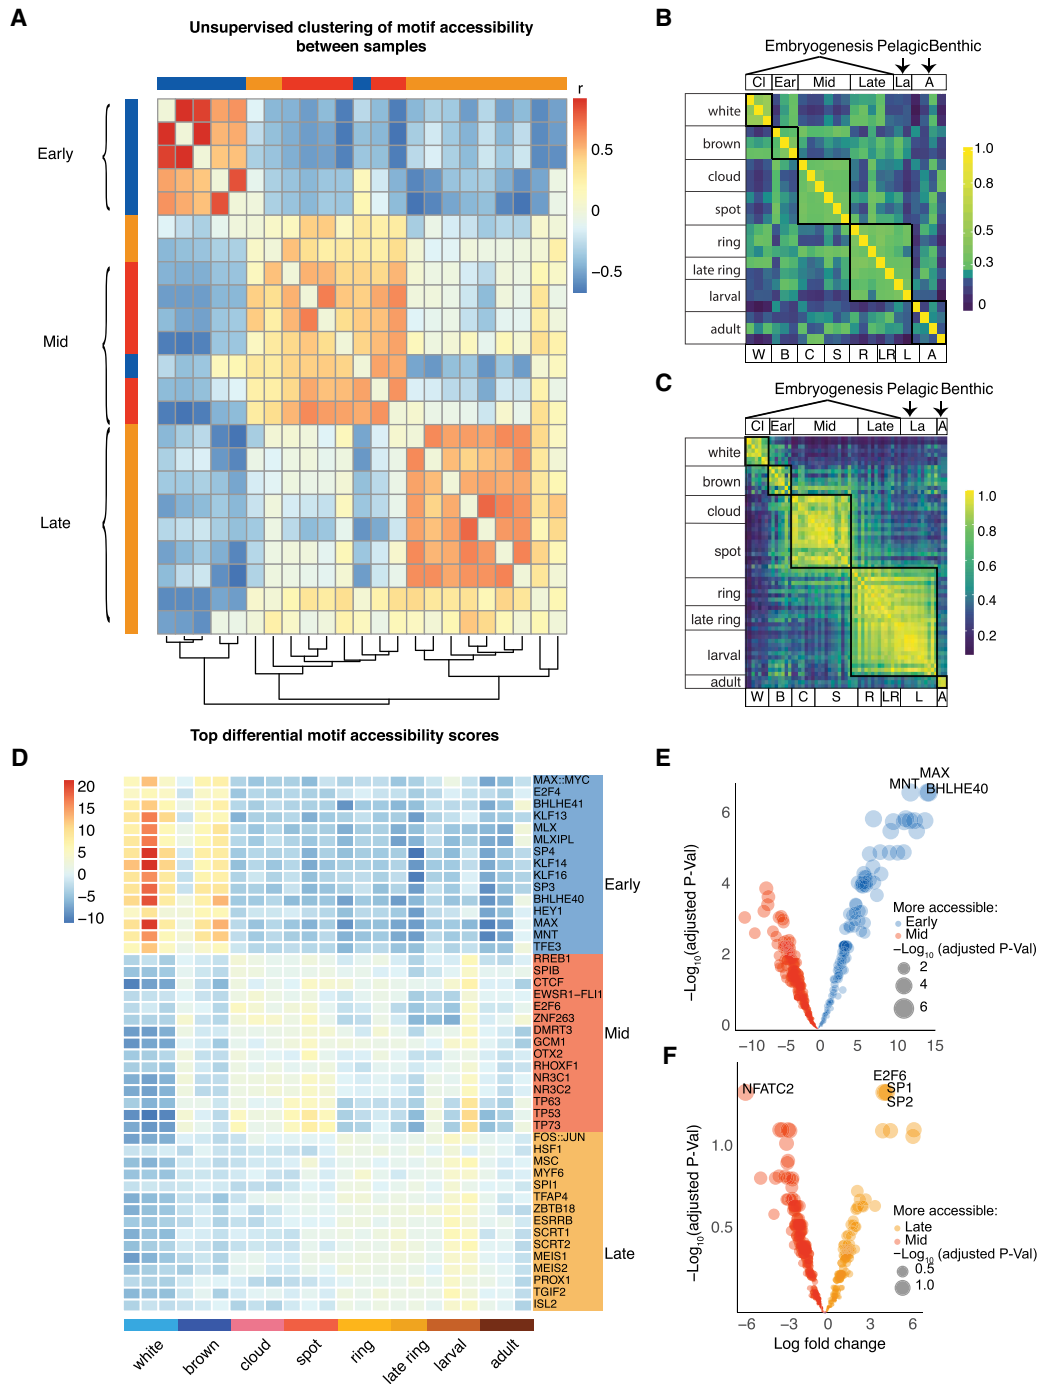 A
Unsupervised clustering of motif accessibility
between samples
r
0.5
0
−0.5
Early
Mid
Late
B
Embryogenesis Pelagic Benthic
Cl Ear Mid Late La A
white
brown
cloud
spot
ring
late ring
larval
adult
W B C S R LR L A
1.0
0.8
0.6
0.3
0
C
Embryogenesis Pelagic Benthic
Cl Ear Mid Late La A
white
brown
cloud
spot
ring
late ring
larval
adult
W B C S R LR L A
1.0
0.8
0.6
0.4
0.2
D
Top differential motif accessibility scores
20
15
10
5
0
−5
−10
MAX::MYC
E2F4
BHLHE41
KLF13
MLX
MLXIPL
SP4
KLF14
KLF16
SP3
BHLHE40
HEY1
MAX
MNT
TFE3
Early
RREB1
SPIB
CTCF
EWSR1−FLI1
E2F6
ZNF263
DMRT3
GCM1
OTX2
RHOXF1
NR3C1
NR3C2
TP63
TP53
TP73
Mid
FOS::JUN
HSF1
MSC
MYF6
SPI1
TFAP4
ZBTB18
ESRRB
SCRT1
SCRT2
MEIS1
MEIS2
PROX1
TGIF2
ISL2
Late
white
brown
cloud
spot
ring
late ring
larval
adult
E
MAX
MNT
BHLHE40
6
4
2
0
−Log10(adjusted P-Val)
−10 −5 0 5 10 15
More accessible:
Early
Mid
−Log10 (adjusted P-Val)
2
4
6
F
NFATC2
E2F6
SP1
SP2
1.0
0.5
−Log10(adjusted P-Val)
More accessible:
Late
Mid
−Log10 (adjusted P-Val)
0.5
1.0
−6 −3 0 3 6
Log fold change